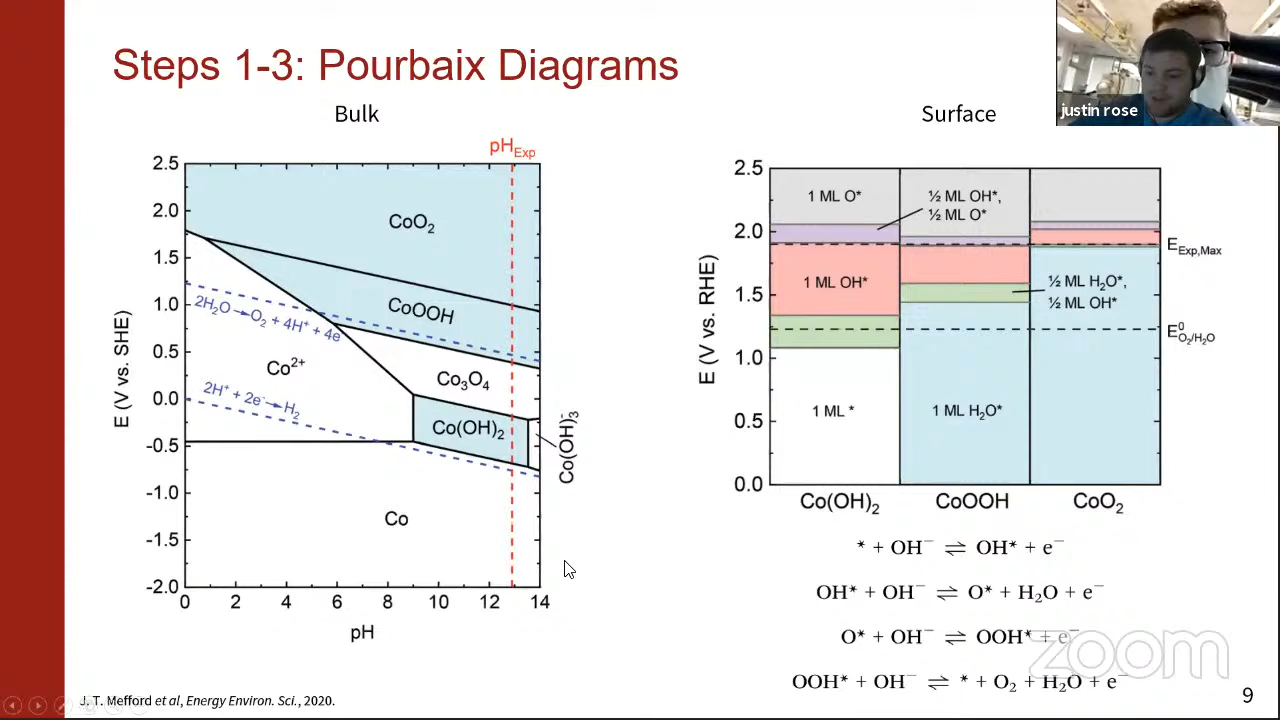 Steps 1-3: Pourbaix Diagrams
justin rose
Bulk
Surface
pH_Exp
E (V vs. SHE)
2.5
2.0
1.5
1.0
0.5
0.0
-0.5
-1.0
-1.5
-2.0
0 2 4 6 8 10 12 14
pH
CoO₂
CoOOH
2H₂O → O₂ + 4H⁺ + 4e⁻
Co²⁺
Co₃O₄
2H⁺ + 2e⁻ → H₂
Co(OH)₂
Co(OH)₃⁻
Co
E (V vs. RHE)
2.5
2.0
1.5
1.0
0.5
0.0
1 ML O*
½ ML OH*,
½ ML O*
E_Exp,Max
1 ML OH*
½ ML H₂O*,
½ ML OH*
E⁰_O₂/H₂O
1 ML *
1 ML H₂O*
Co(OH)₂ CoOOH CoO₂
* + OH⁻ ⇌ OH* + e⁻
OH* + OH⁻ ⇌ O* + H₂O + e⁻
O* + OH⁻ ⇌ OOH* + e⁻
OOH* + OH⁻ ⇌ * + O₂ + H₂O + e⁻
zoom
J. T. Mefford et al, Energy Environ. Sci., 2020.
9